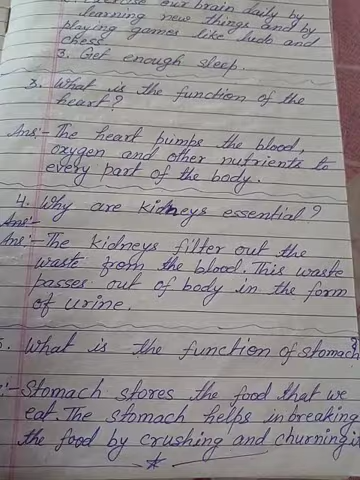 Exercise our brain daily by
learning new things and by
playing games like ludo and
chess.
3. Get enough sleep.
3. What is the function of the
heart?
Ans:- The heart pumps the blood,
oxygen and other nutrients to
every part of the body.
4. Why are kidneys essential?
Ans:-
Ans:- The kidneys filter out the
waste from the blood. This waste
passes out of body in the form
of urine.
5. What is the function of stomach?
:- Stomach stores the food that we
eat. The stomach helps in breaking
the food by crushing and churning